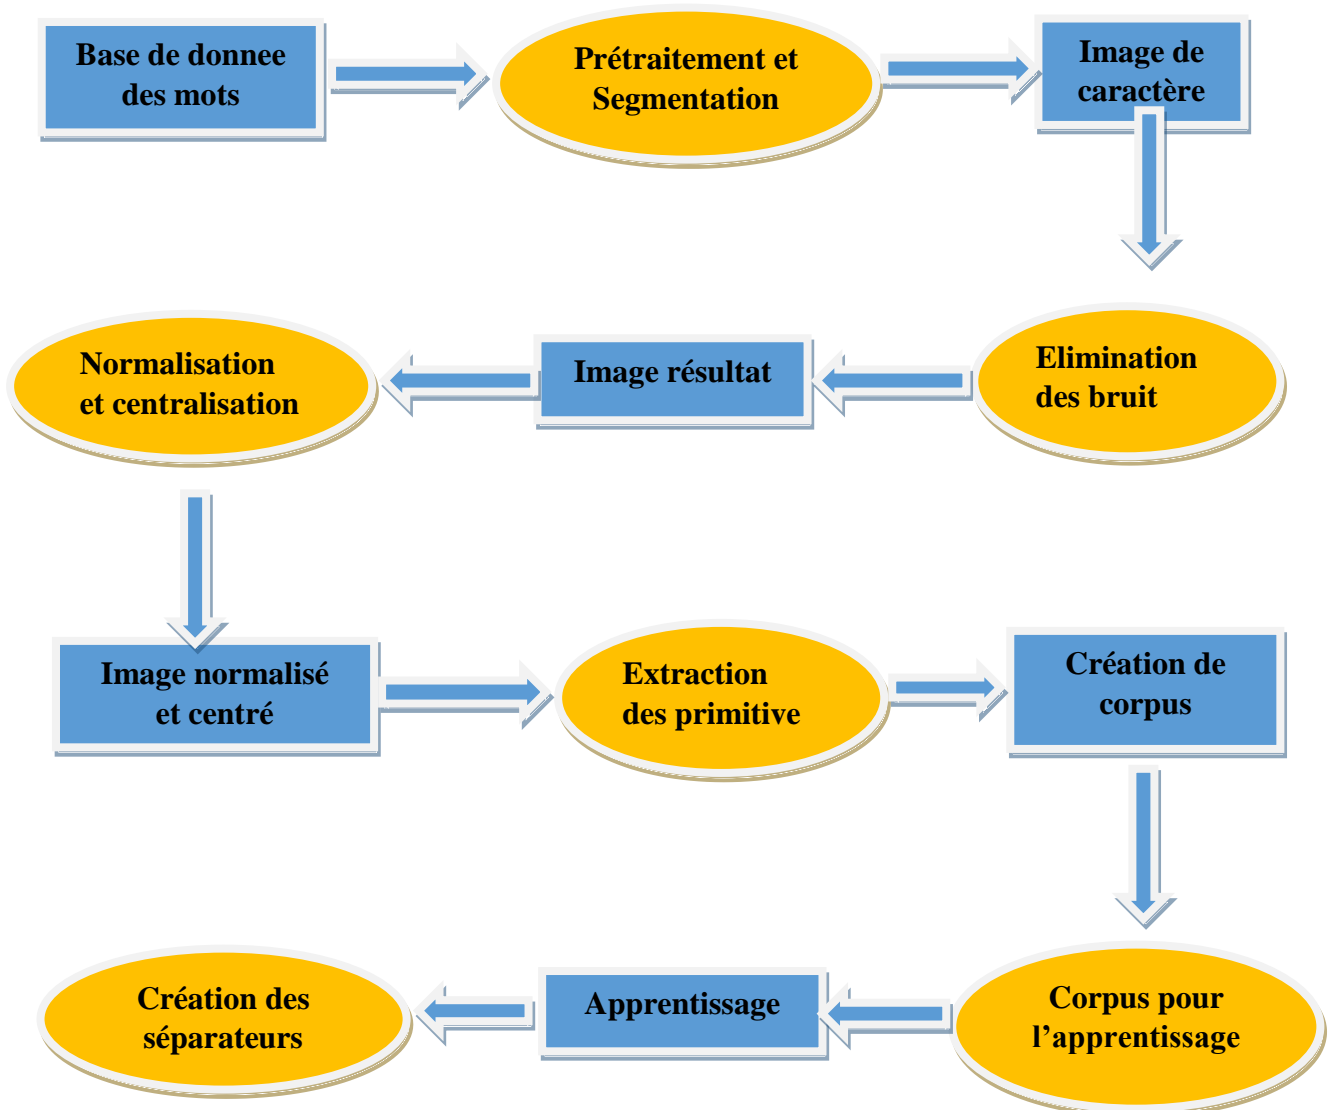 Base de donnee
des mots
Prétraitement et
Segmentation
Image de
caractère
Elimination
des bruit
Image résultat
Normalisation
et centralisation
Image normalisé
et centré
Extraction
des primitive
Création de
corpus
Corpus pour
l’apprentissage
Apprentissage
Création des
séparateurs